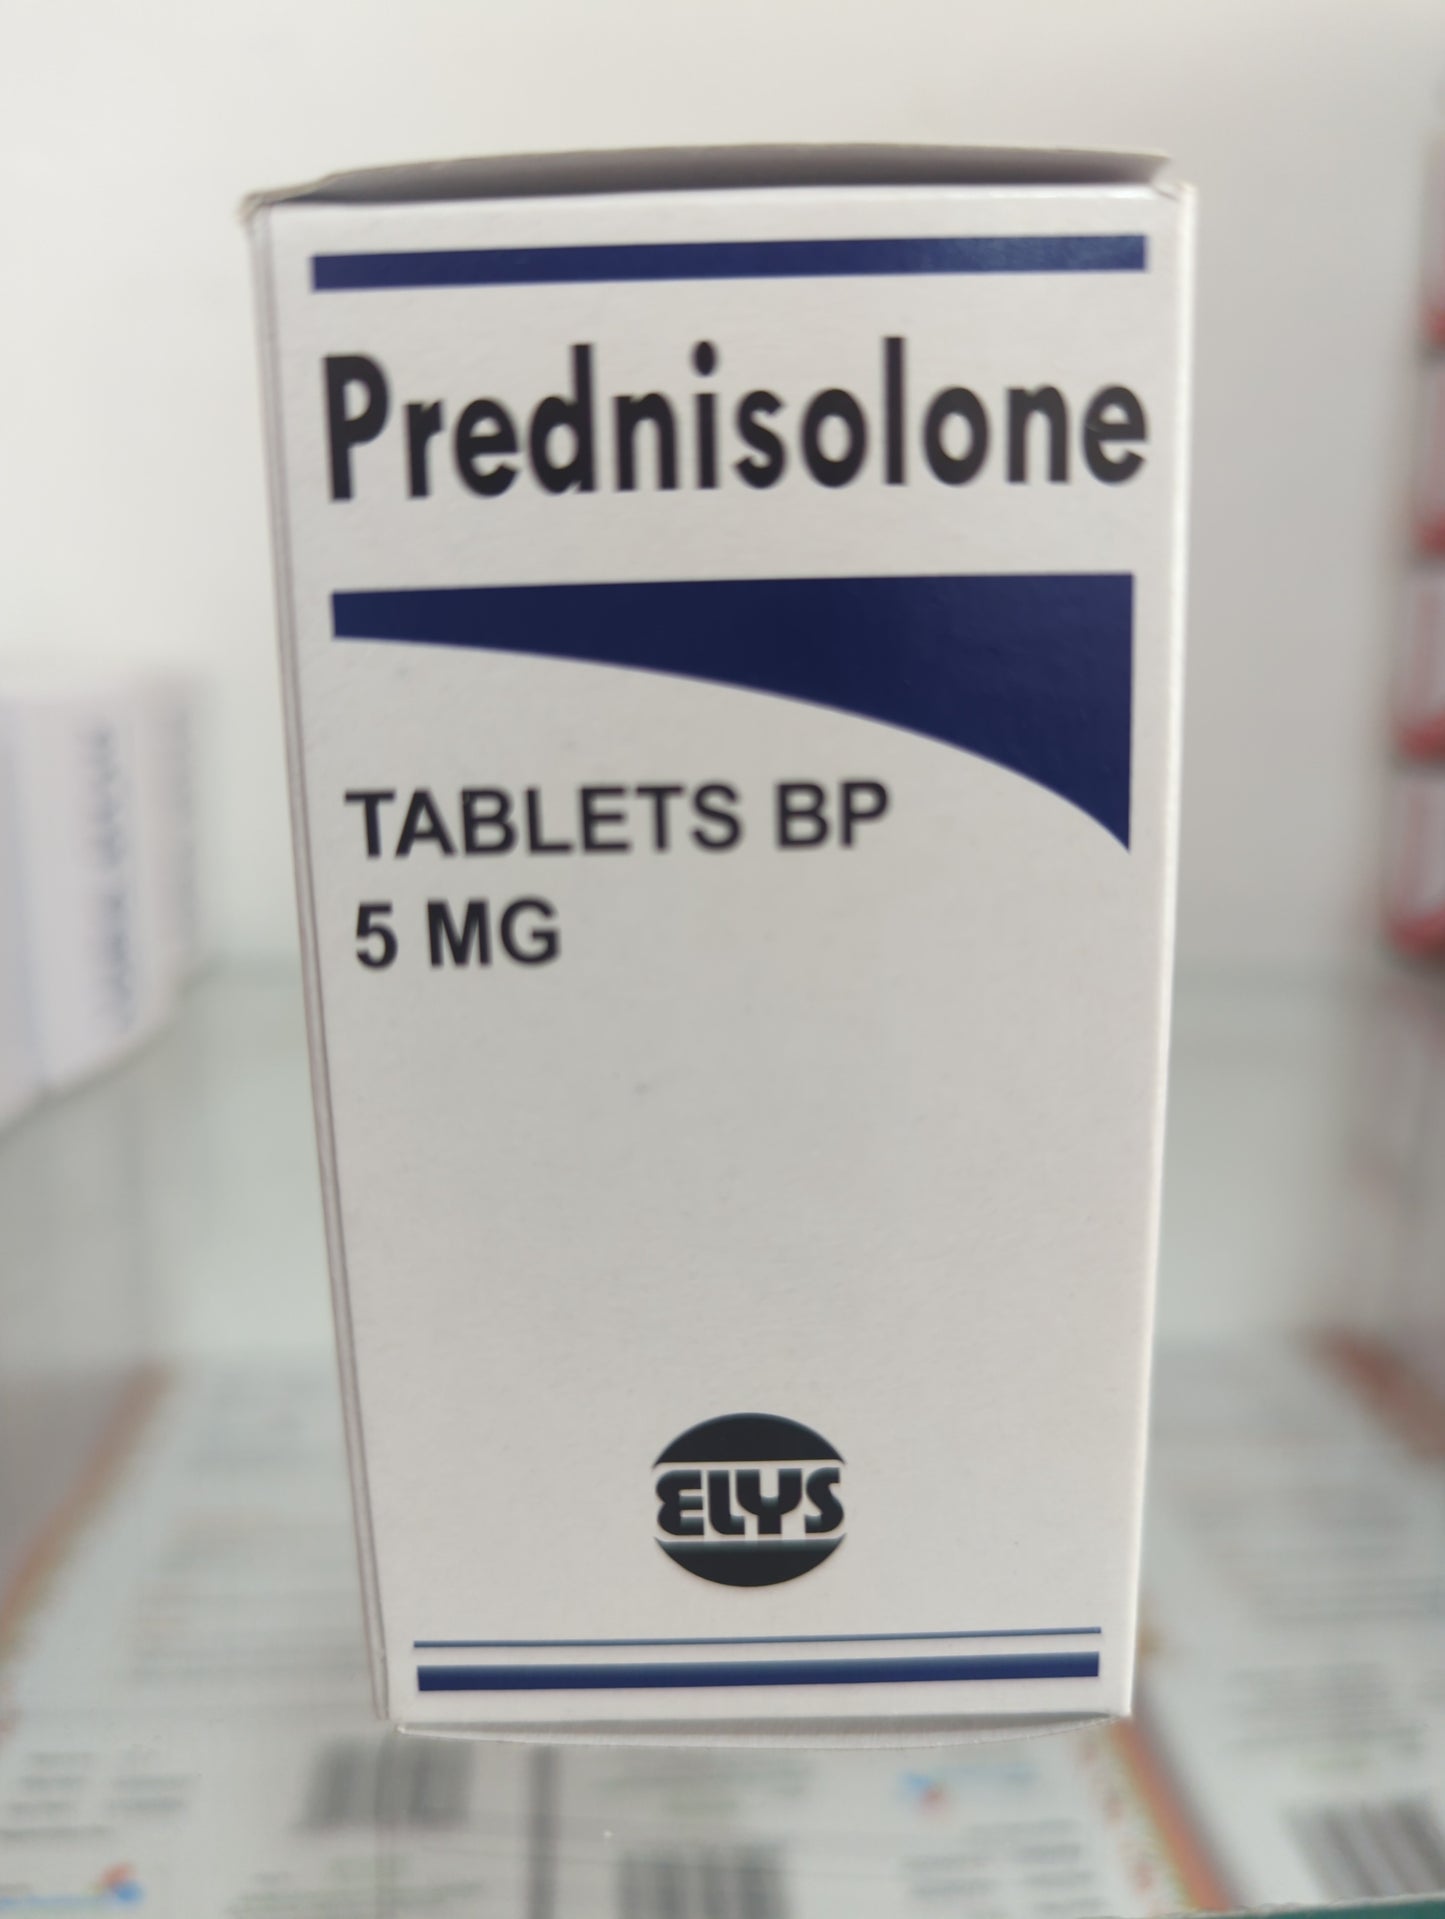 Prednisolone
TABLETS BP
5 MG
ELYS